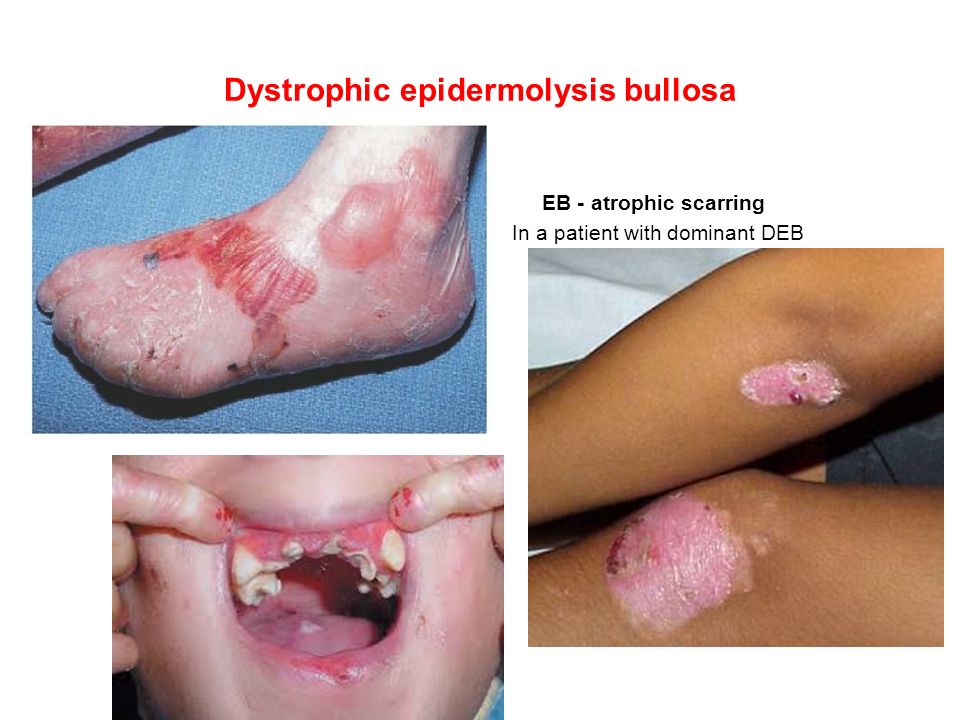 Dystrophic epidermolysis bullosa
EB - atrophic scarring
In a patient with dominant DEB